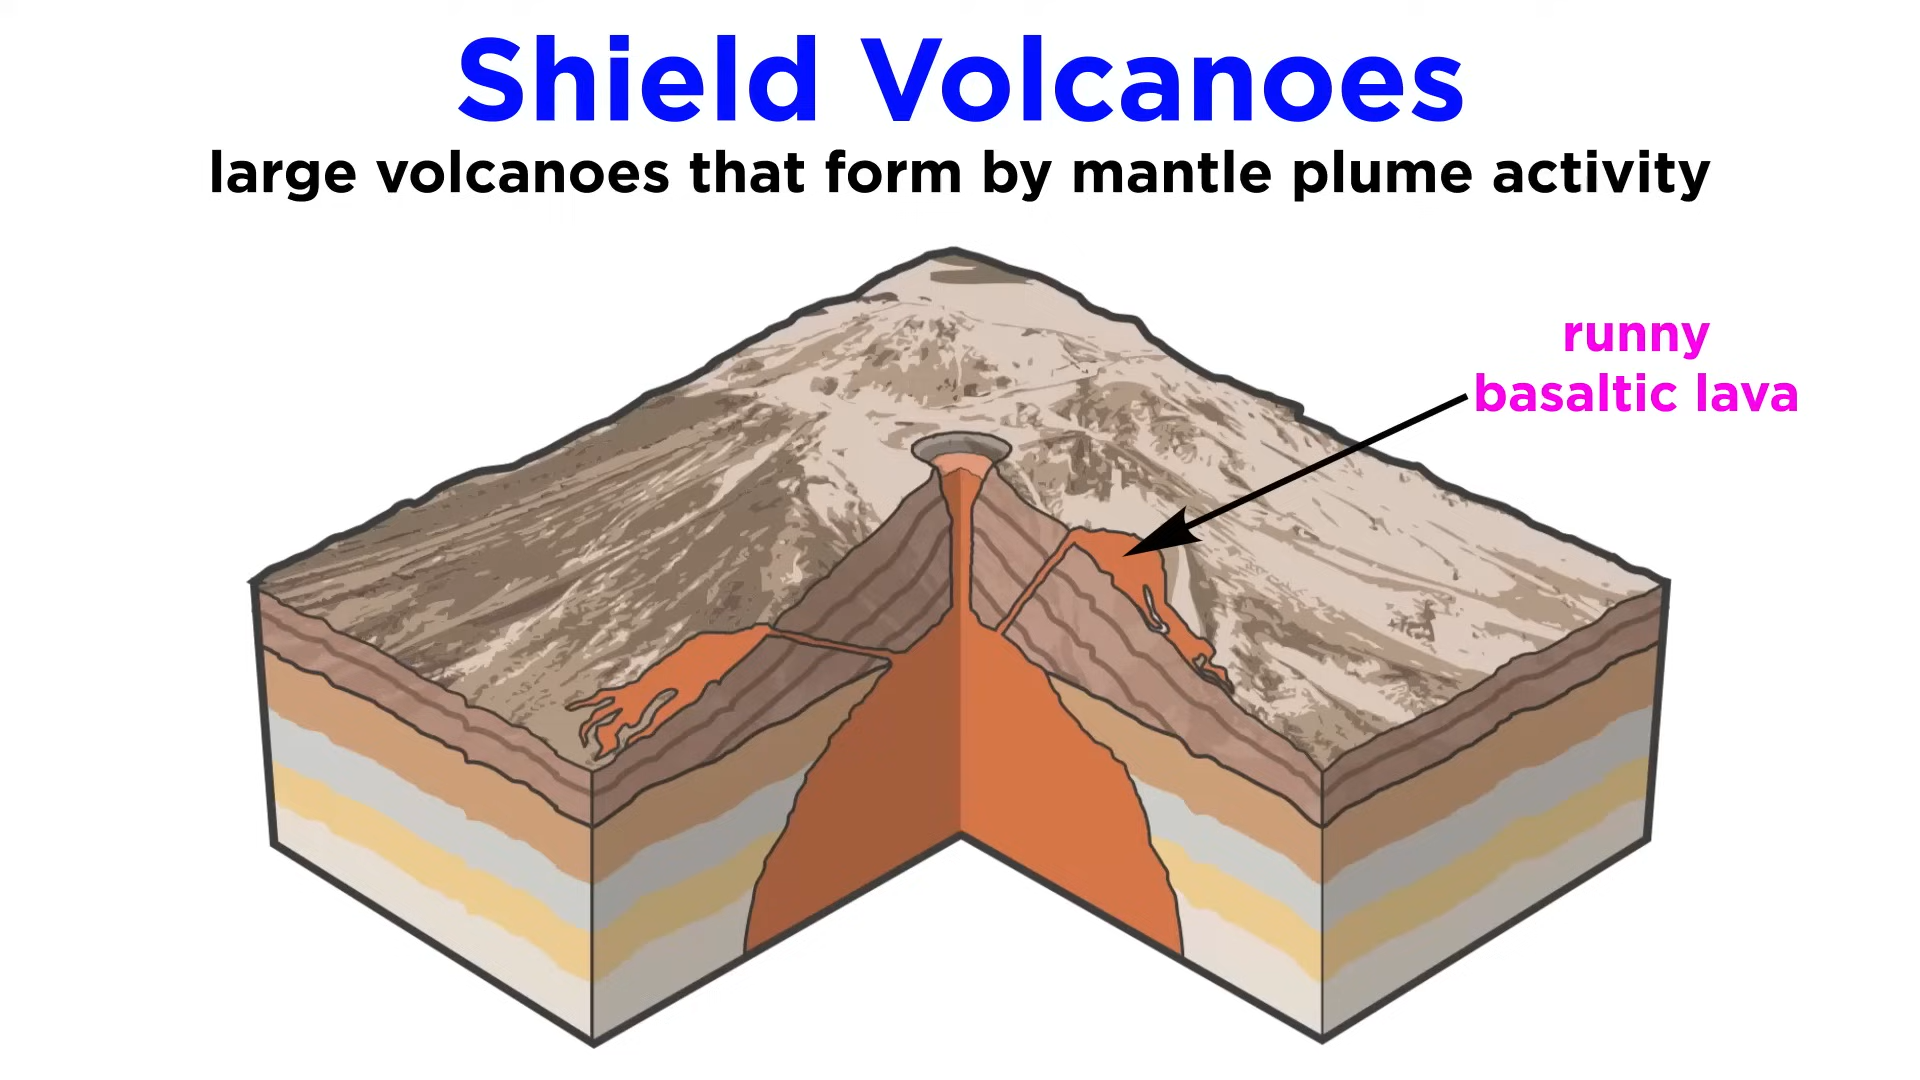 Shield Volcanoes
large volcanoes that form by mantle plume activity
runny
basaltic lava